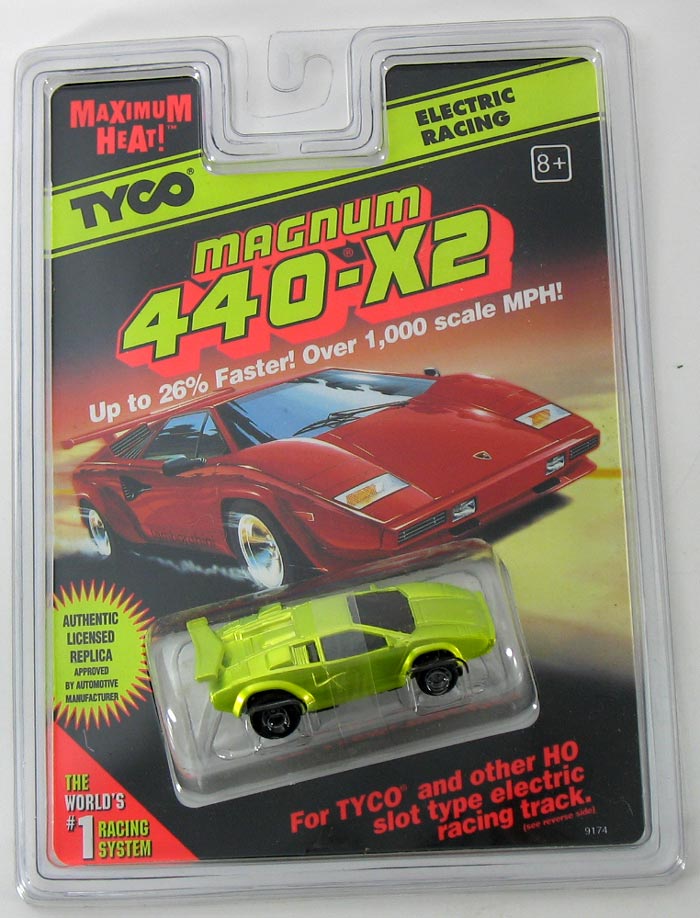 MAXIMUM
HEAT!™
ELECTRIC
RACING
TYCO®
8+
MAGNUM
440®-X2
Up to 26% Faster! Over 1,000 scale MPH!
AUTHENTIC
LICENSED
REPLICA
APPROVED
BY AUTOMOTIVE
MANUFACTURER
THE
WORLD'S
#1 RACING
SYSTEM
For TYCO® and other HO
slot type electric
racing track.
(see reverse side)
9174